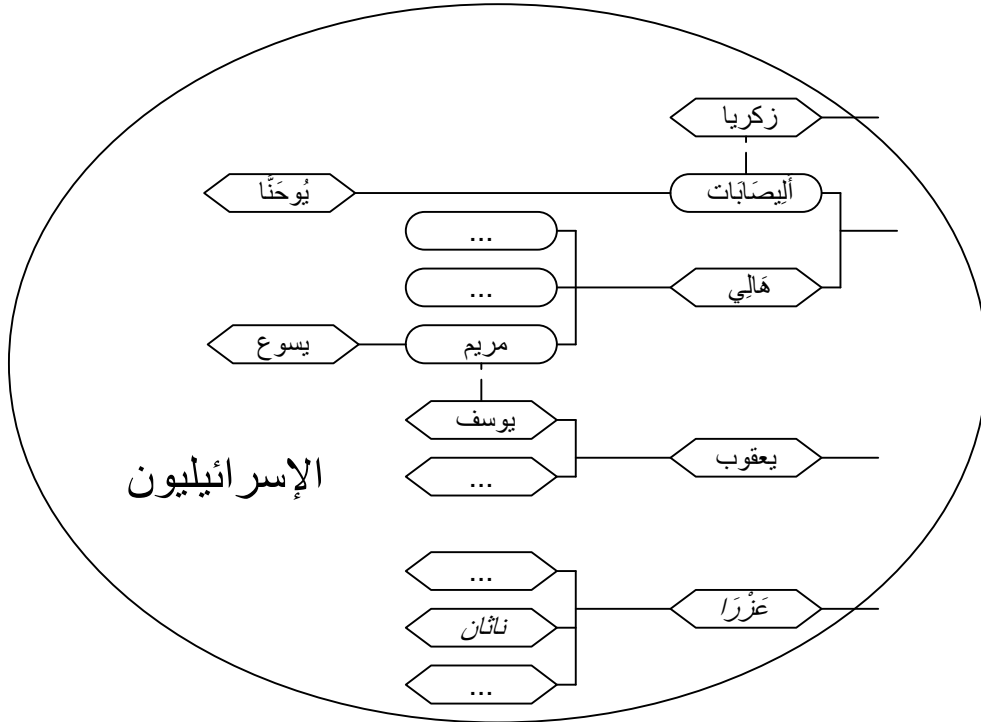 زكريا
أَلِيصَابَات
يُوحَنَّا
...
...
هَالِي
مريم
يسوع
يوسف
...
يعقوب
الإسرائيليون
...
عَزْرَا
ناثان
...